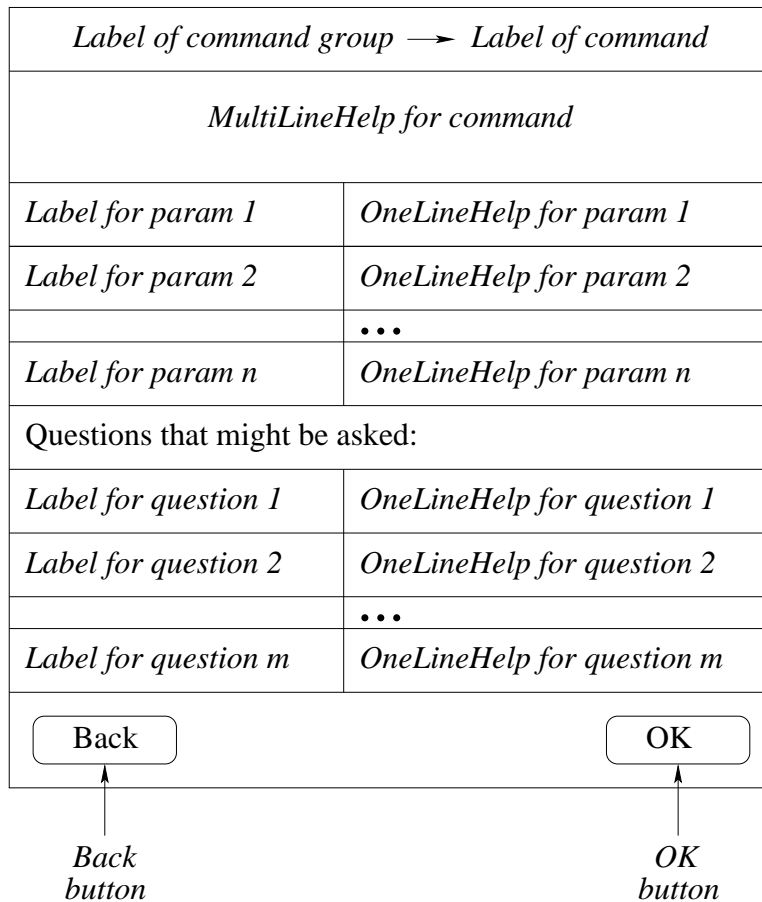 Label of command group → Label of command
MultiLineHelp for command
Label for param 1 OneLineHelp for param 1
Label for param 2 OneLineHelp for param 2
...
Label for param n OneLineHelp for param n
Questions that might be asked:
Label for question 1 OneLineHelp for question 1
Label for question 2 OneLineHelp for question 2
...
Label for question m OneLineHelp for question m
Back OK
Back OK
button button